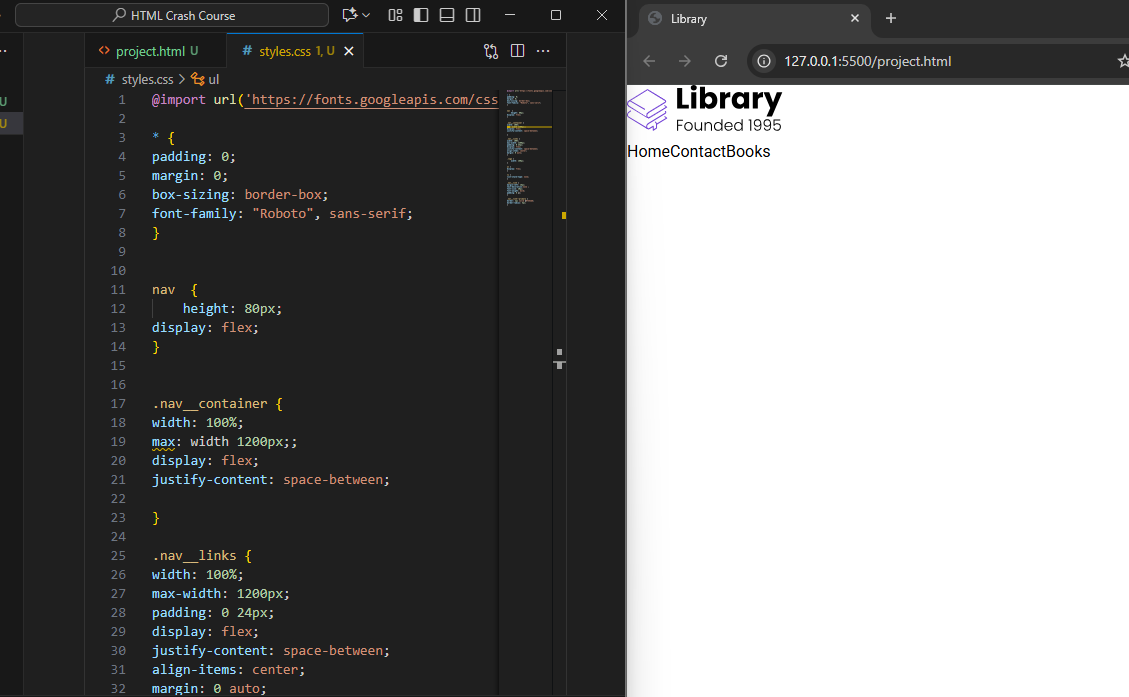 HTML Crash Course
project.html U
styles.css 1, U
# styles.css > ul
U
U
1 @import url('https://fonts.googleapis.com/css
2
3 * {
4 padding: 0;
5 margin: 0;
6 box-sizing: border-box;
7 font-family: "Roboto", sans-serif;
8 }
9
10
11 nav  {
12     height: 80px;
13 display: flex;
14 }
15
16
17 .nav__container {
18 width: 100%;
19 max: width 1200px;;
20 display: flex;
21 justify-content: space-between;
22
23 }
24
25 .nav__links {
26 width: 100%;
27 max-width: 1200px;
28 padding: 0 24px;
29 display: flex;
30 justify-content: space-between;
31 align-items: center;
32 margin: 0 auto;
Library
127.0.0.1:5500/project.html
Library
Founded 1995
HomeContactBooks